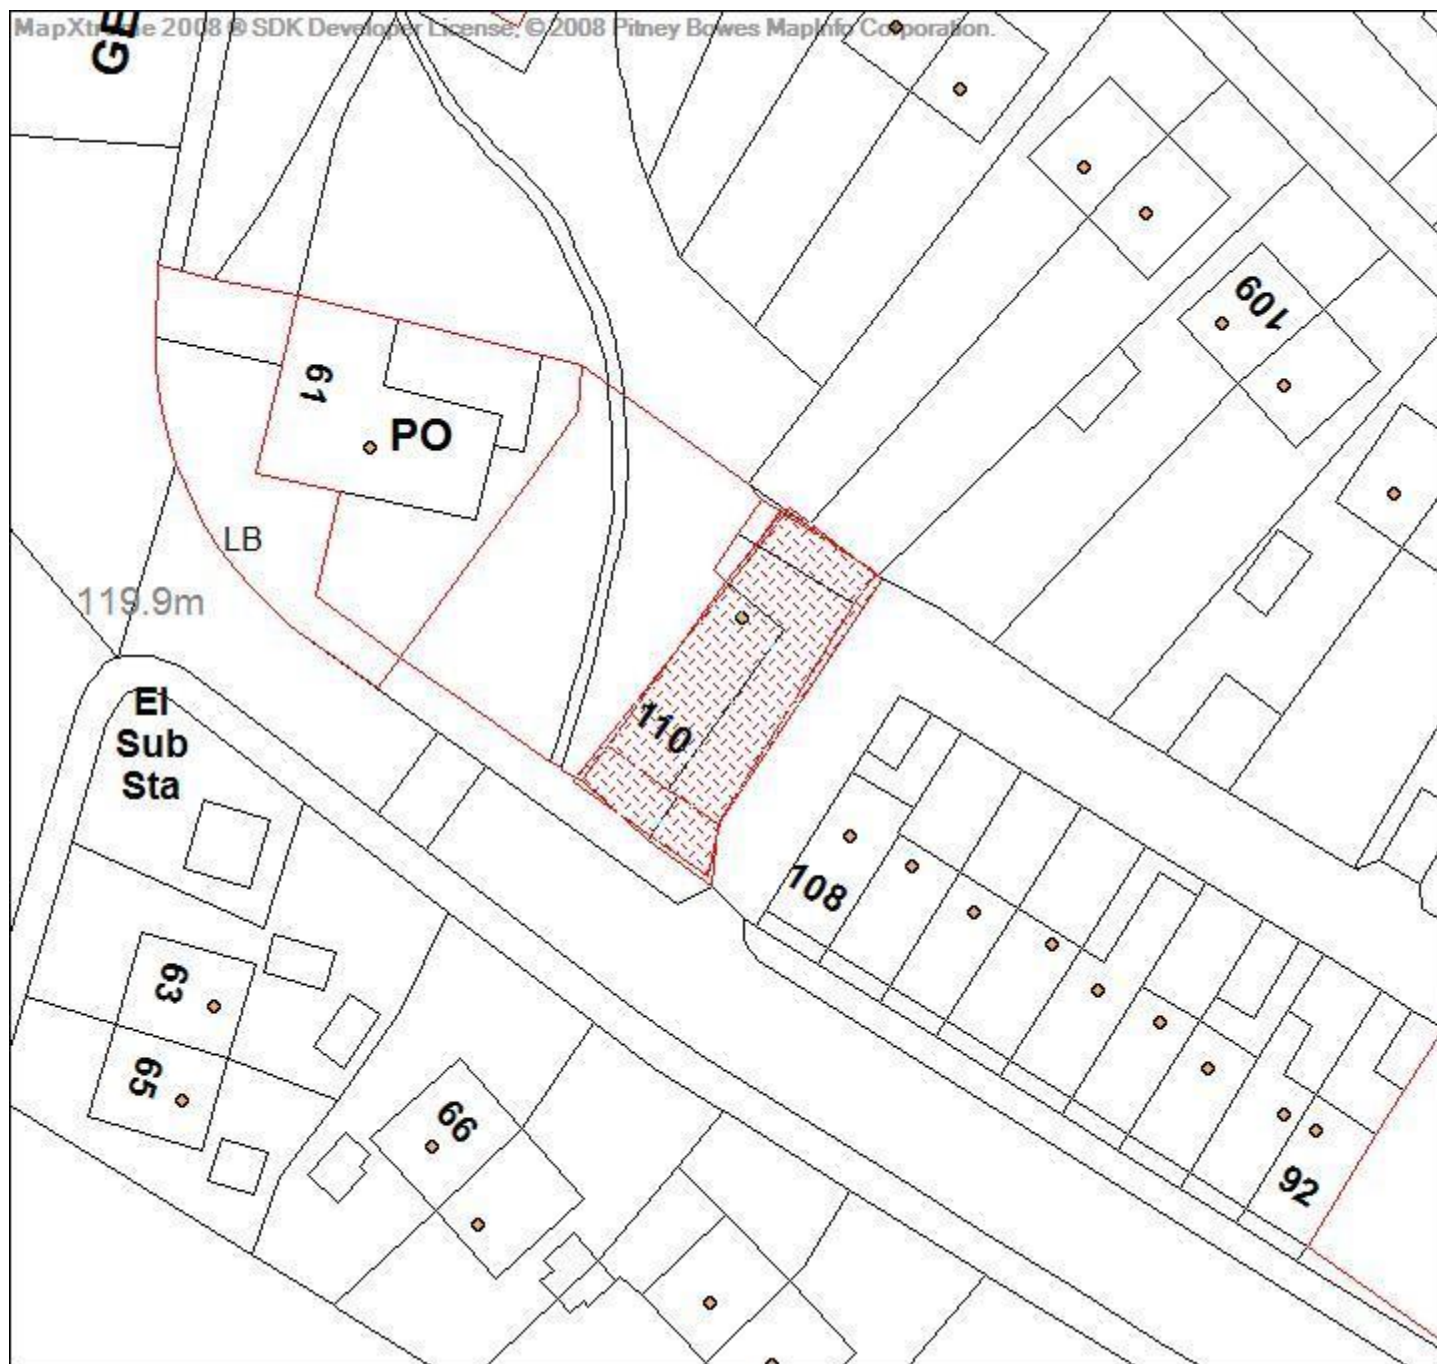 MapXtreme 2008 ® SDK Developer License, © 2008 Pitney Bowes MapInfo Corporation.
GE
109
61
PO
LB
119.9m
El
Sub
Sta
110
108
63
65
66
92